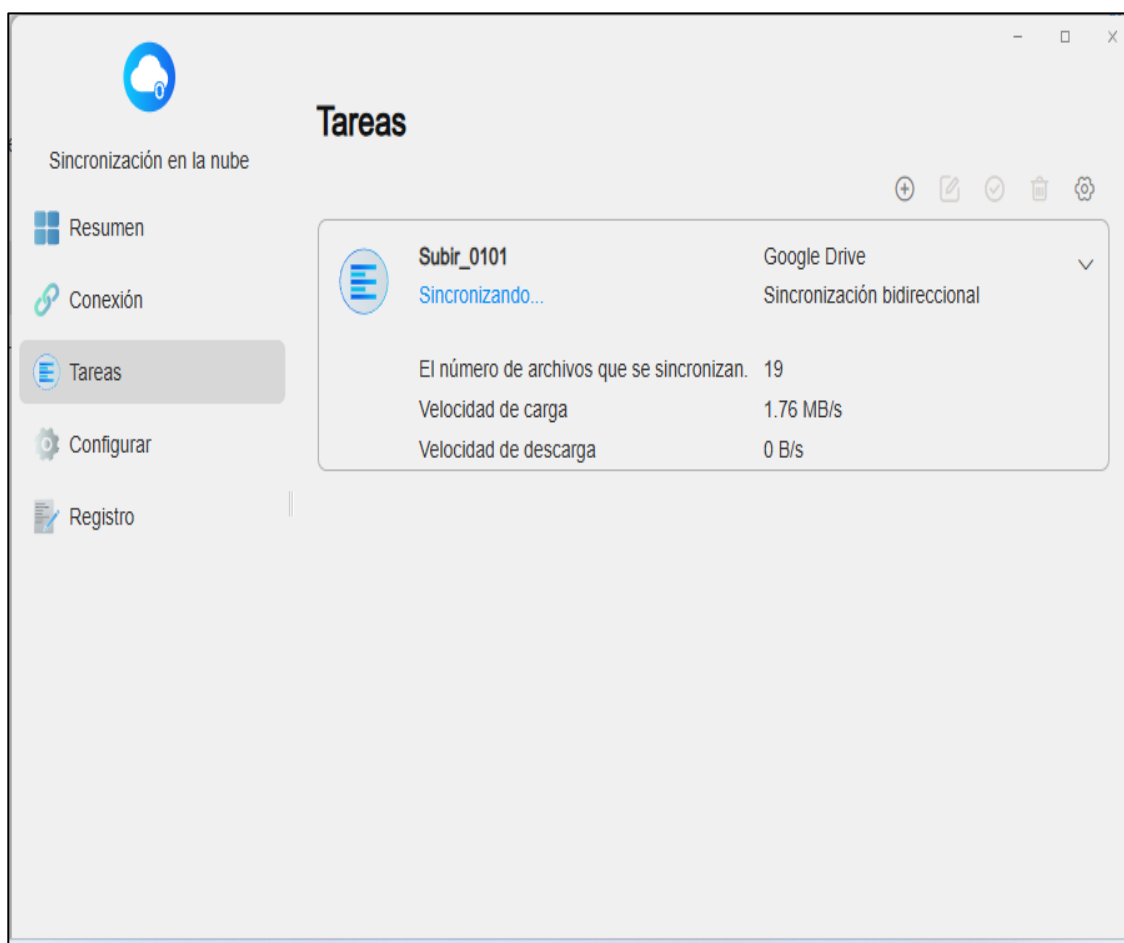 Sincronización en la nube
Resumen
Conexión
Tareas
Configurar
Registro
Tareas
Subir_0101
Google Drive
Sincronizando...
Sincronización bidireccional
El número de archivos que se sincronizan. 19
Velocidad de carga 1.76 MB/s
Velocidad de descarga 0 B/s